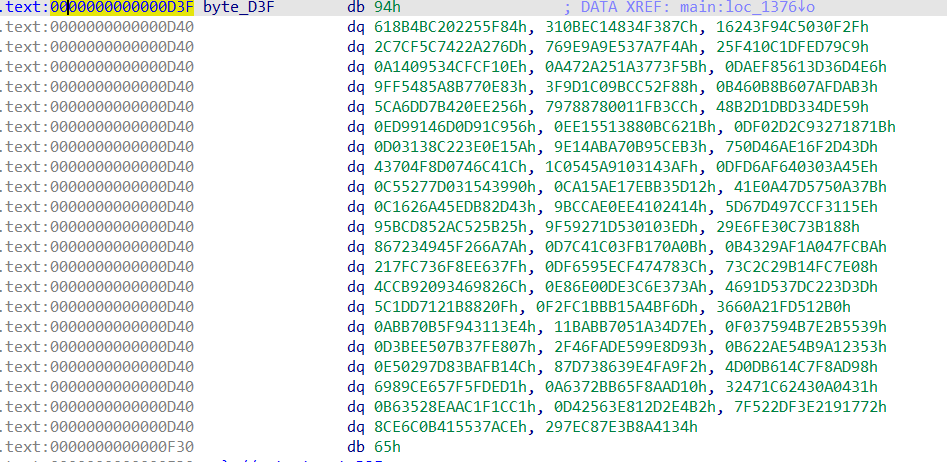 .text:0000000000000D3F byte_D3F db 94h ; DATA XREF: main:loc_1376↓o
.text:0000000000000D40 dq 618B4BC202255F84h, 310BEC14834F387Ch, 16243F94C5030F2Fh
.text:0000000000000D40 dq 2C7CF5C7422A276Dh, 769E9A9E537A7F4Ah, 25F410C1DFED79C9h
.text:0000000000000D40 dq 0A1409534CFCF10Eh, 0A472A251A3773F5Bh, 0DAEF85613D36D4E6h
.text:0000000000000D40 dq 9FF5485A8B770E83h, 3F9D1C09BCC52F88h, 0B460B8B607AFDAB3h
.text:0000000000000D40 dq 5CA6DD7B420EE256h, 79788780011FB3CCh, 48B2D1DBD334DE59h
.text:0000000000000D40 dq 0ED99146D0D91C956h, 0EE15513880BC621Bh, 0DF02D2C93271871Bh
.text:0000000000000D40 dq 0D03138C223E0E15Ah, 9E14ABA70B95CEB3h, 750D46AE16F2D43Dh
.text:0000000000000D40 dq 43704F8D0746C41Ch, 1C0545A9103143AFh, 0DFD6AF640303A45Eh
.text:0000000000000D40 dq 0C55277D031543990h, 0CA15AE17EBB35D12h, 41E0A47D5750A37Bh
.text:0000000000000D40 dq 0C1626A45EDB82D43h, 9BCCAE0EE4102414h, 5D67D497CCF3115Eh
.text:0000000000000D40 dq 95BCD852AC525B25h, 9F59271D530103EDh, 29E6FE30C73B188h
.text:0000000000000D40 dq 867234945F266A7Ah, 0D7C41C03FB170A0Bh, 0B4329AF1A047FCBAh
.text:0000000000000D40 dq 217FC736F8EE637Fh, 0DF6595ECF474783Ch, 73C2C29B14FC7E08h
.text:0000000000000D40 dq 4CCB92093469826Ch, 0E86E00DE3C6E373Ah, 4691D537DC223D3Dh
.text:0000000000000D40 dq 5C1DD7121B8820Fh, 0F2FC1BBB15A4BF6Dh, 3660A21FD512B0h
.text:0000000000000D40 dq 0ABB70B5F943113E4h, 11BABB7051A34D7Eh, 0F037594B7E2B5539h
.text:0000000000000D40 dq 0D3BEE507B37FE807h, 2F46FADE599E8D93h, 0B622AE54B9A12353h
.text:0000000000000D40 dq 0E50297D83BAFB14Ch, 87D738639E4FA9F2h, 4D0DB614C7F8AD98h
.text:0000000000000D40 dq 6989CE657F5FDED1h, 0A6372BB65F8AAD10h, 32471C62430A0431h
.text:0000000000000D40 dq 0B63528EAAC1F1CC1h, 0D42563E812D2E4B2h, 7F522DF3E2191772h
.text:0000000000000D40 dq 8CE6C0B415537ACEh, 297EC87E3B8A4134h
.text:0000000000000F30 db 65h